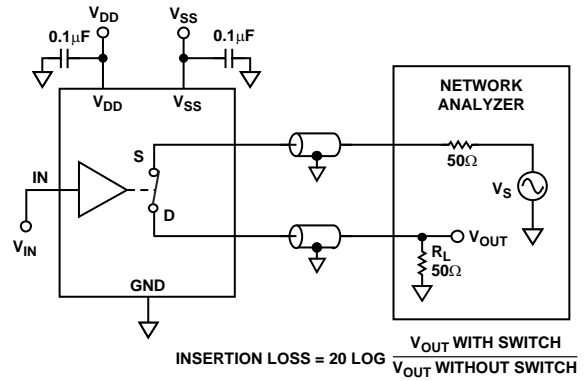 VDD
VSS
0.1μF
0.1μF
VDD
VSS
NETWORK
ANALYZER
S
50Ω
IN
VS
D
VOUT
VIN
RL
50Ω
GND
INSERTION LOSS = 20 LOG VOUT WITH SWITCH
VOUT WITHOUT SWITCH